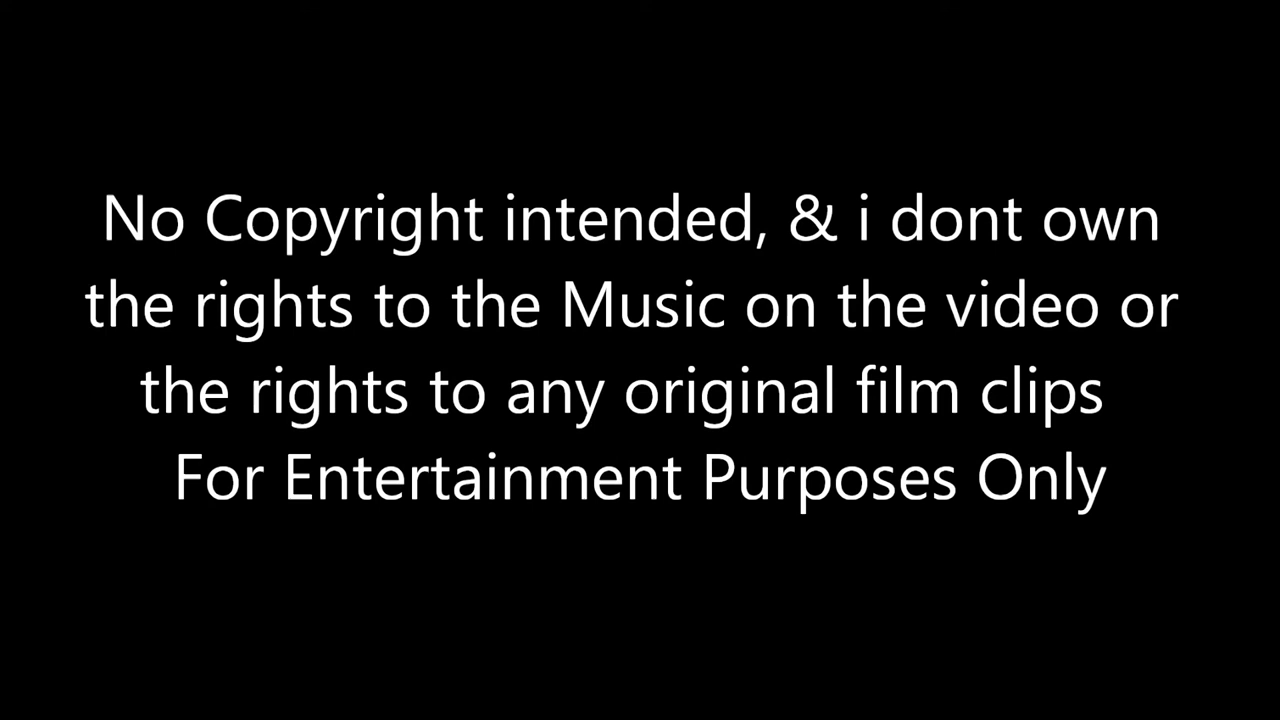 No Copyright intended, & i dont own
the rights to the Music on the video or
the rights to any original film clips
For Entertainment Purposes Only